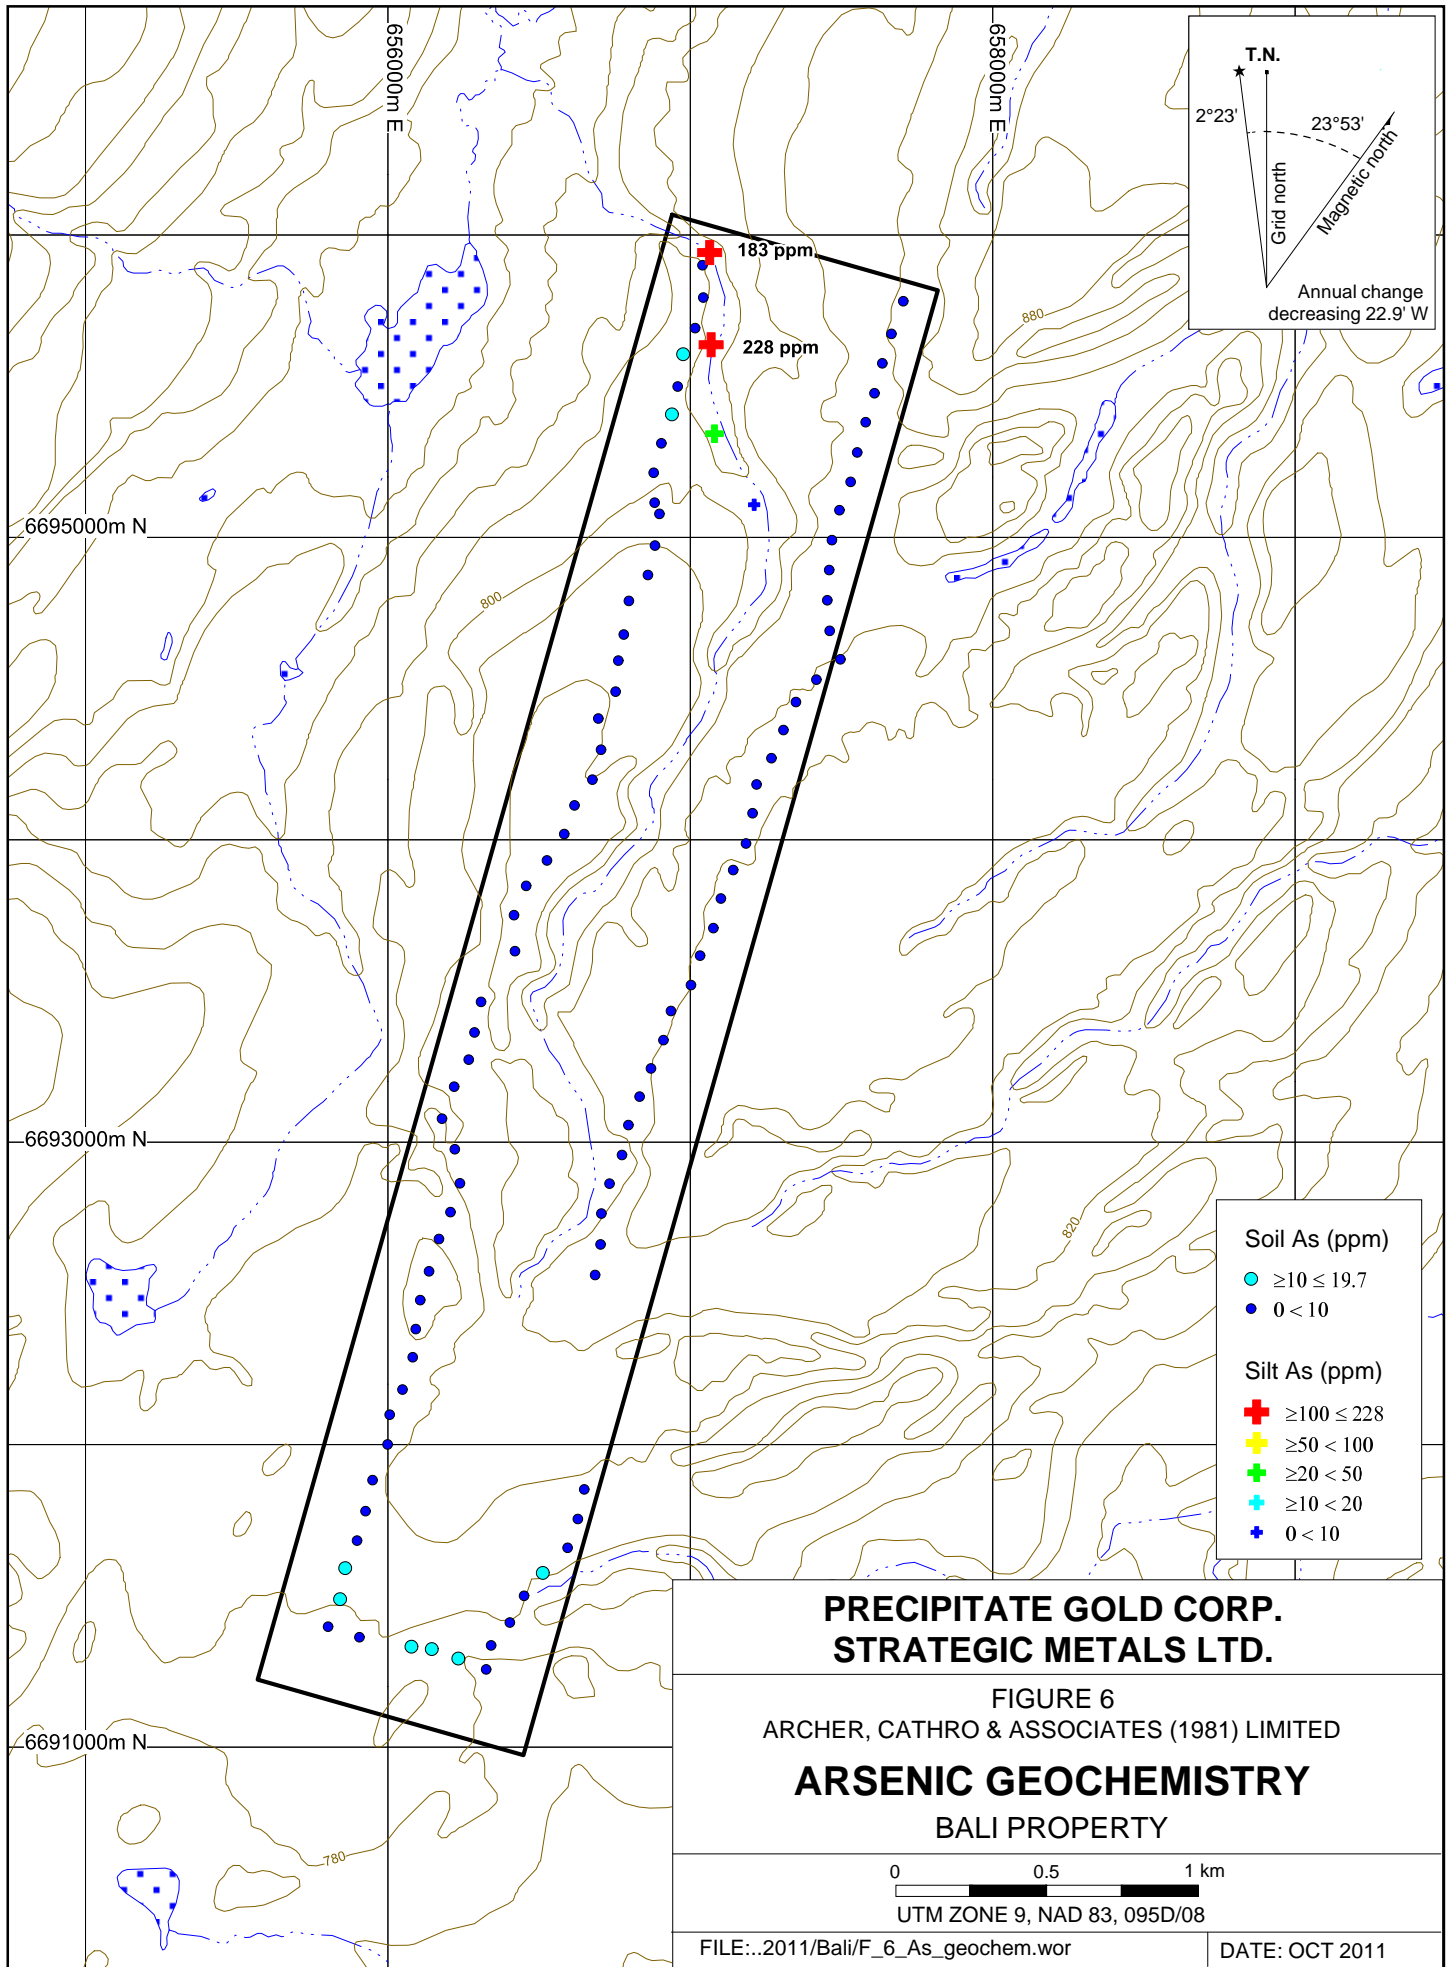 656000m E
658000m E
T.N.
2°23'
23°53'
Grid north
Magnetic north
Annual change
decreasing 22.9' W
183 ppm
880
228 ppm
6695000m N
800
6693000m N
820
Soil As (ppm)
≥10 ≤ 19.7
0 < 10
Silt As (ppm)
≥100 ≤ 228
≥50 < 100
≥20 < 50
≥10 < 20
0 < 10
6691000m N
780
PRECIPITATE GOLD CORP.
STRATEGIC METALS LTD.
FIGURE 6
ARCHER, CATHRO & ASSOCIATES (1981) LIMITED
ARSENIC GEOCHEMISTRY
BALI PROPERTY
0 0.5 1 km
UTM ZONE 9, NAD 83, 095D/08
FILE:..2011/Bali/F_6_As_geochem.wor
DATE: OCT 2011